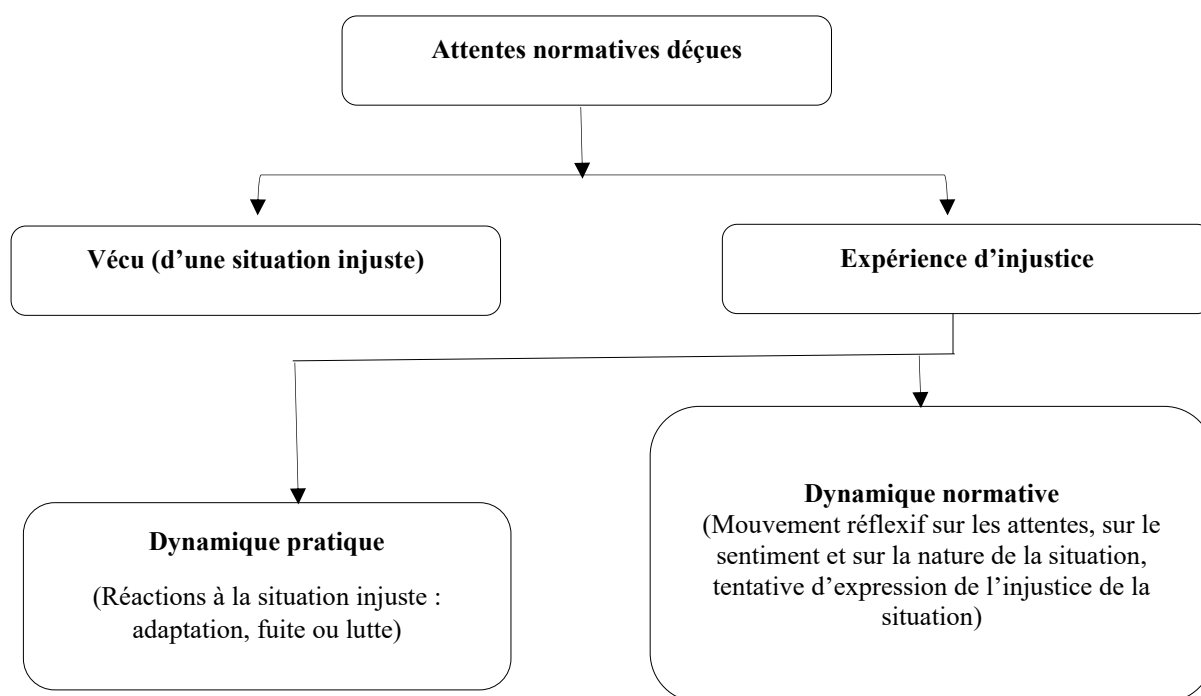 Attentes normatives déçues
Vécu (d’une situation injuste)
Expérience d’injustice
Dynamique pratique
(Réactions à la situation injuste :
adaptation, fuite ou lutte)
Dynamique normative
(Mouvement réflexif sur les attentes, sur le
sentiment et sur la nature de la situation,
tentative d’expression de l’injustice de la
situation)